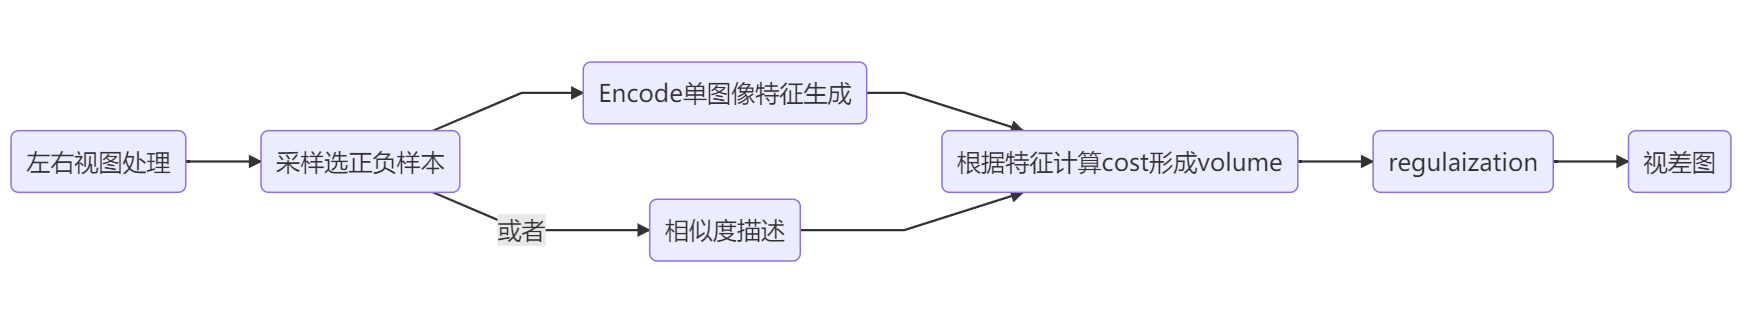 左右视图处理
采样选正负样本
Encode单图像特征生成
或者
相似度描述
根据特征计算cost形成volume
regulaization
视差图